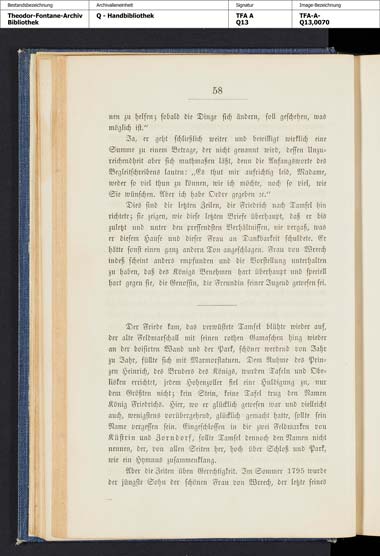 Bestandsbezeichnung
Archivalieneinheit
Signatur
Image-Bezeichnung
Theodor-Fontane-Archiv
Bibliothek
Q - Handbibliothek
TFA A
Q13
TFA-A-
Q13,0070
58
nen zu helfen; sobald die Dinge sich ändern, soll geschehen, was
möglich ist.“
Ja, er geht schließlich weiter und bewilligt wirklich eine
Summe zu einem Betrage, der nicht genannt wird, dessen Unzu-
reichendheit aber sich muthmaßen läßt, denn die Anfangsworte des
Begleitschreibens lauten: „Es thut mir aufrichtig leid, Madame,
weder so viel thun zu können, wie ich möchte, noch so viel, wie
Sie wünschen. Aber ich habe Ordre gegeben ꝛc.“
Dies sind die letzten Zeilen, die Friedrich nach Tamsel hin
richtete; sie zeigen, wie diese letzten Briefe überhaupt, daß er bis
zuletzt und unter den pressendsten Verhältnissen, nie vergaß, was
er diesem Hause und dieser Frau an Dankbarkeit schuldete. Er
hätte sonst einen ganz andern Ton angeschlagen. Frau von Wreech
indeß scheint anders empfunden und die Vorstellung unterhalten
zu haben, daß des Königs Benehmen hart überhaupt und speciell
hart gegen sie, die Genossin, die Freundin seiner Jugend gewesen sei.
Der Friede kam, das verwüstete Tamsel blühte wieder auf,
der alte Feldmarschall mit seinen rothen Gamaschen hing wieder
an der boisirten Wand und der Park, schöner werdend von Jahr
zu Jahr, füllte sich mit Marmorstatuen. Dem Ruhme des Prin-
zen Heinrich, des Bruders des Königs, wurden Tafeln und Obe-
lisken errichtet, jedem Hohenzoller fiel eine Huldigung zu, nur
dem Größten nicht; kein Stein, keine Tafel trug den Namen
König Friedrichs. Hier, wo er glücklich gewesen war und vielleicht
auch, wenigstens vorübergehend, glücklich gemacht hatte, sollte sein
Name vergessen sein. Eingeschlossen in die zwei Feldmarken von
Küstrin und Zorndorf, sollte Tamsel dennoch den Namen nicht
nennen, der, von allen Seiten her, hoch über Schloß und Park,
wie ein Hymnus zusammenklang.
Aber die Zeiten üben Gerechtigkeit. Im Sommer 1795 wurde
der jüngste Sohn der schönen Frau von Wreech, der letzte seines